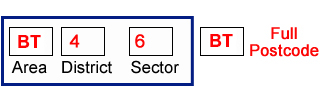 BT 4 6 BT Full
Postcode
Area District Sector